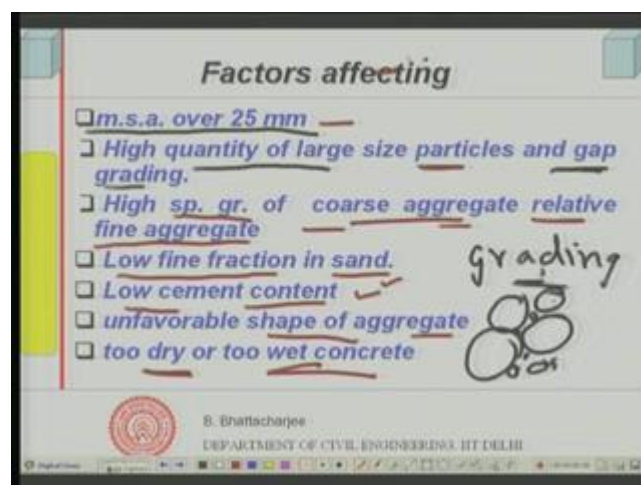 Factors affecting
m.s.a. over 25 mm
High quantity of large size particles and gap
grading.
High sp. gr. of coarse aggregate relative
fine aggregate
Low fine fraction in sand.
grading
Low cement content
unfavorable shape of aggregate
too dry or too wet concrete
B. Bhattacharjee
DEPARTMENT OF CIVIL ENGINEERING, IIT DELHI